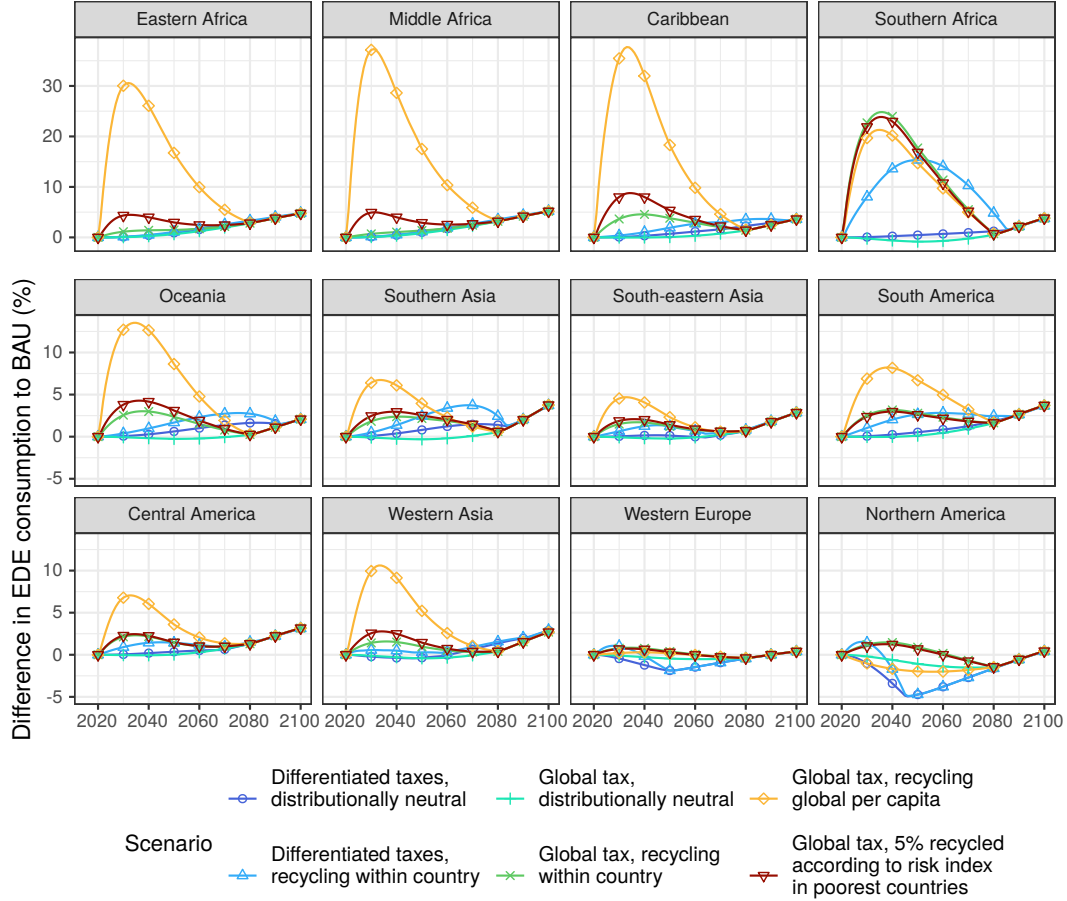 Eastern Africa
Middle Africa
Caribbean
Southern Africa
30
20
10
0
Oceania
Southern Asia
South-eastern Asia
South America
10
5
0
-5
Central America
Western Asia
Western Europe
Northern America
10
5
0
-5
2020 2040 2060 2080 2100
2020 2040 2060 2080 2100
2020 2040 2060 2080 2100
2020 2040 2060 2080 2100
Difference in EDE consumption to BAU (%)
Scenario
Differentiated taxes,
distributionally neutral
Differentiated taxes,
recycling within country
Global tax,
distributionally neutral
Global tax, recycling
within country
Global tax, recycling
global per capita
Global tax, 5% recycled
according to risk index
in poorest countries